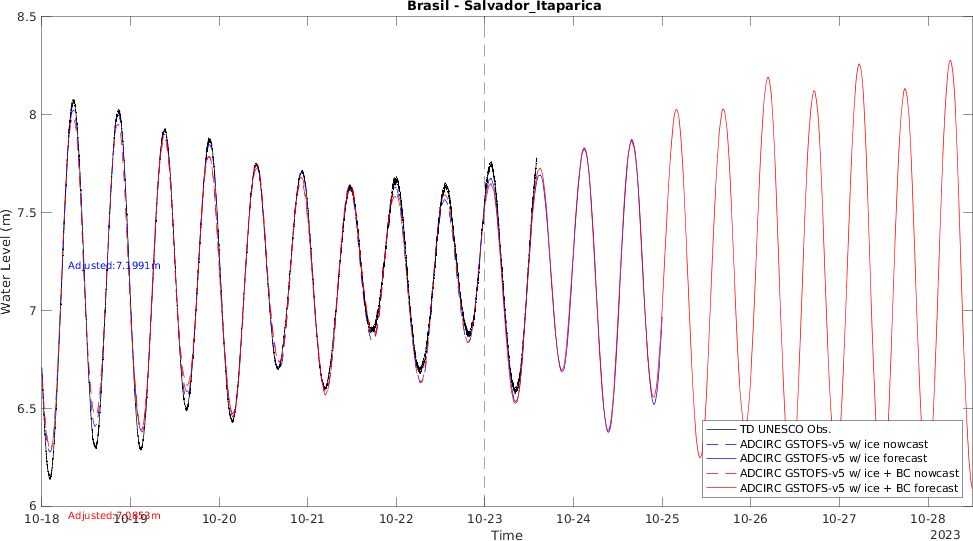 Brasil - Salvador_Itaparica
8.5
8
7.5
7
6.5
6
Water Level (m)
Adjusted:7.1991m
Adjusted:7.0853m
TD UNESCO Obs.
ADCIRC GSTOFS-v5 w/ ice nowcast
ADCIRC GSTOFS-v5 w/ ice forecast
ADCIRC GSTOFS-v5 w/ ice + BC nowcast
ADCIRC GSTOFS-v5 w/ ice + BC forecast
10-18 10-19 10-20 10-21 10-22 10-23 10-24 10-25 10-26 10-27 10-28
Time
2023